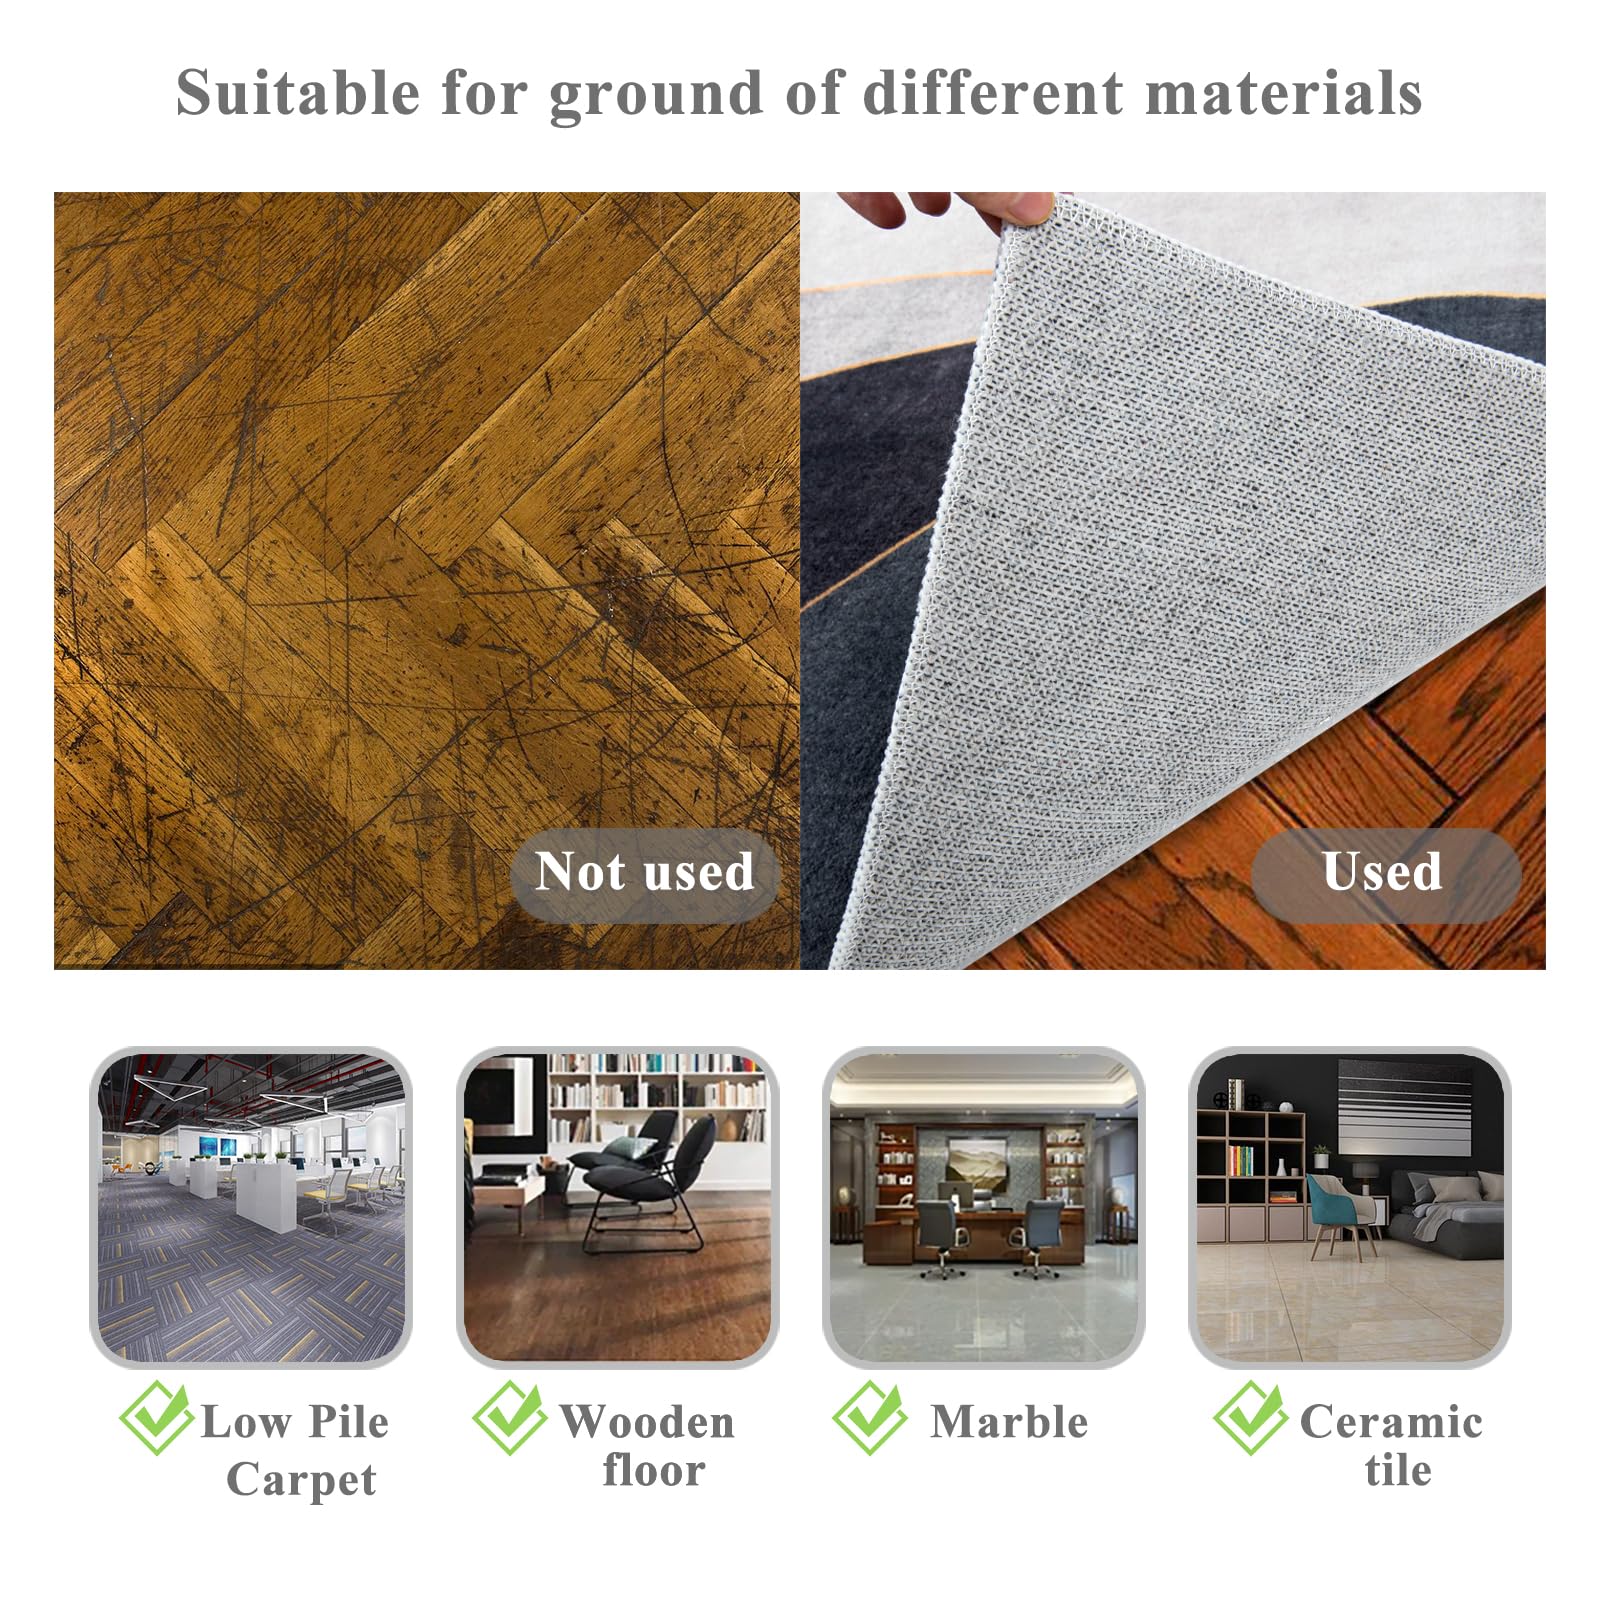 Suitable for ground of different materials
Not used
Used
Low Pile
Carpet
Wooden
floor
Marble
Ceramic
tile